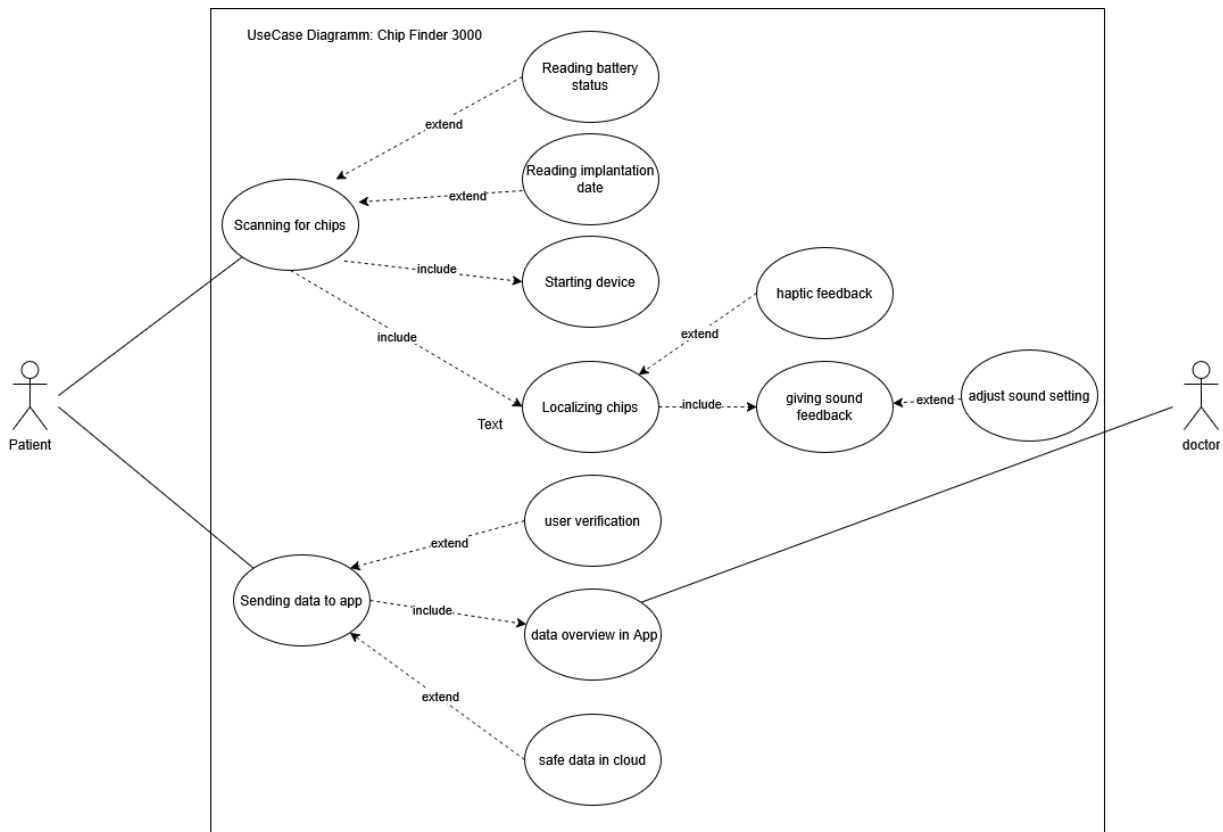 UseCase Diagramm: Chip Finder 3000
Reading battery
status
extend
Reading implantation
date
extend
Scanning for chips
include
Starting device
haptic feedback
include
extend
Localizing chips
include
giving sound
feedback
extend
adjust sound setting
Text
Patient
doctor
user verification
extend
Sending data to app
include
data overview in App
extend
safe data in cloud